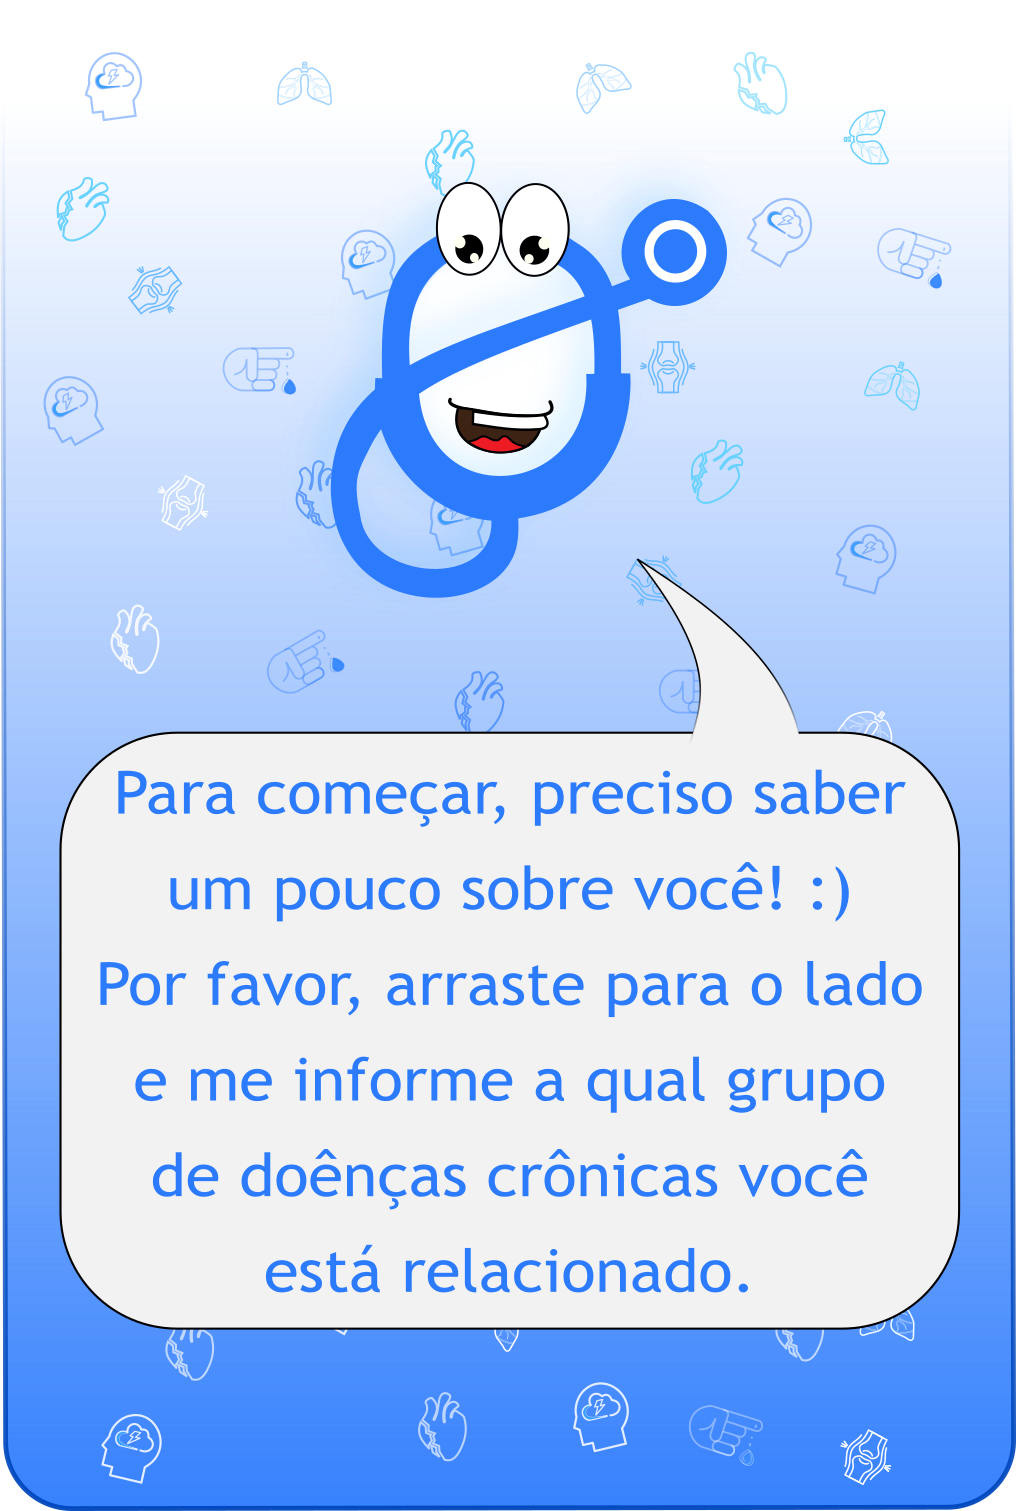 Para começar, preciso saber
um pouco sobre você! :)
Por favor, arraste para o lado
e me informe a qual grupo
de doênças crônicas você
está relacionado.